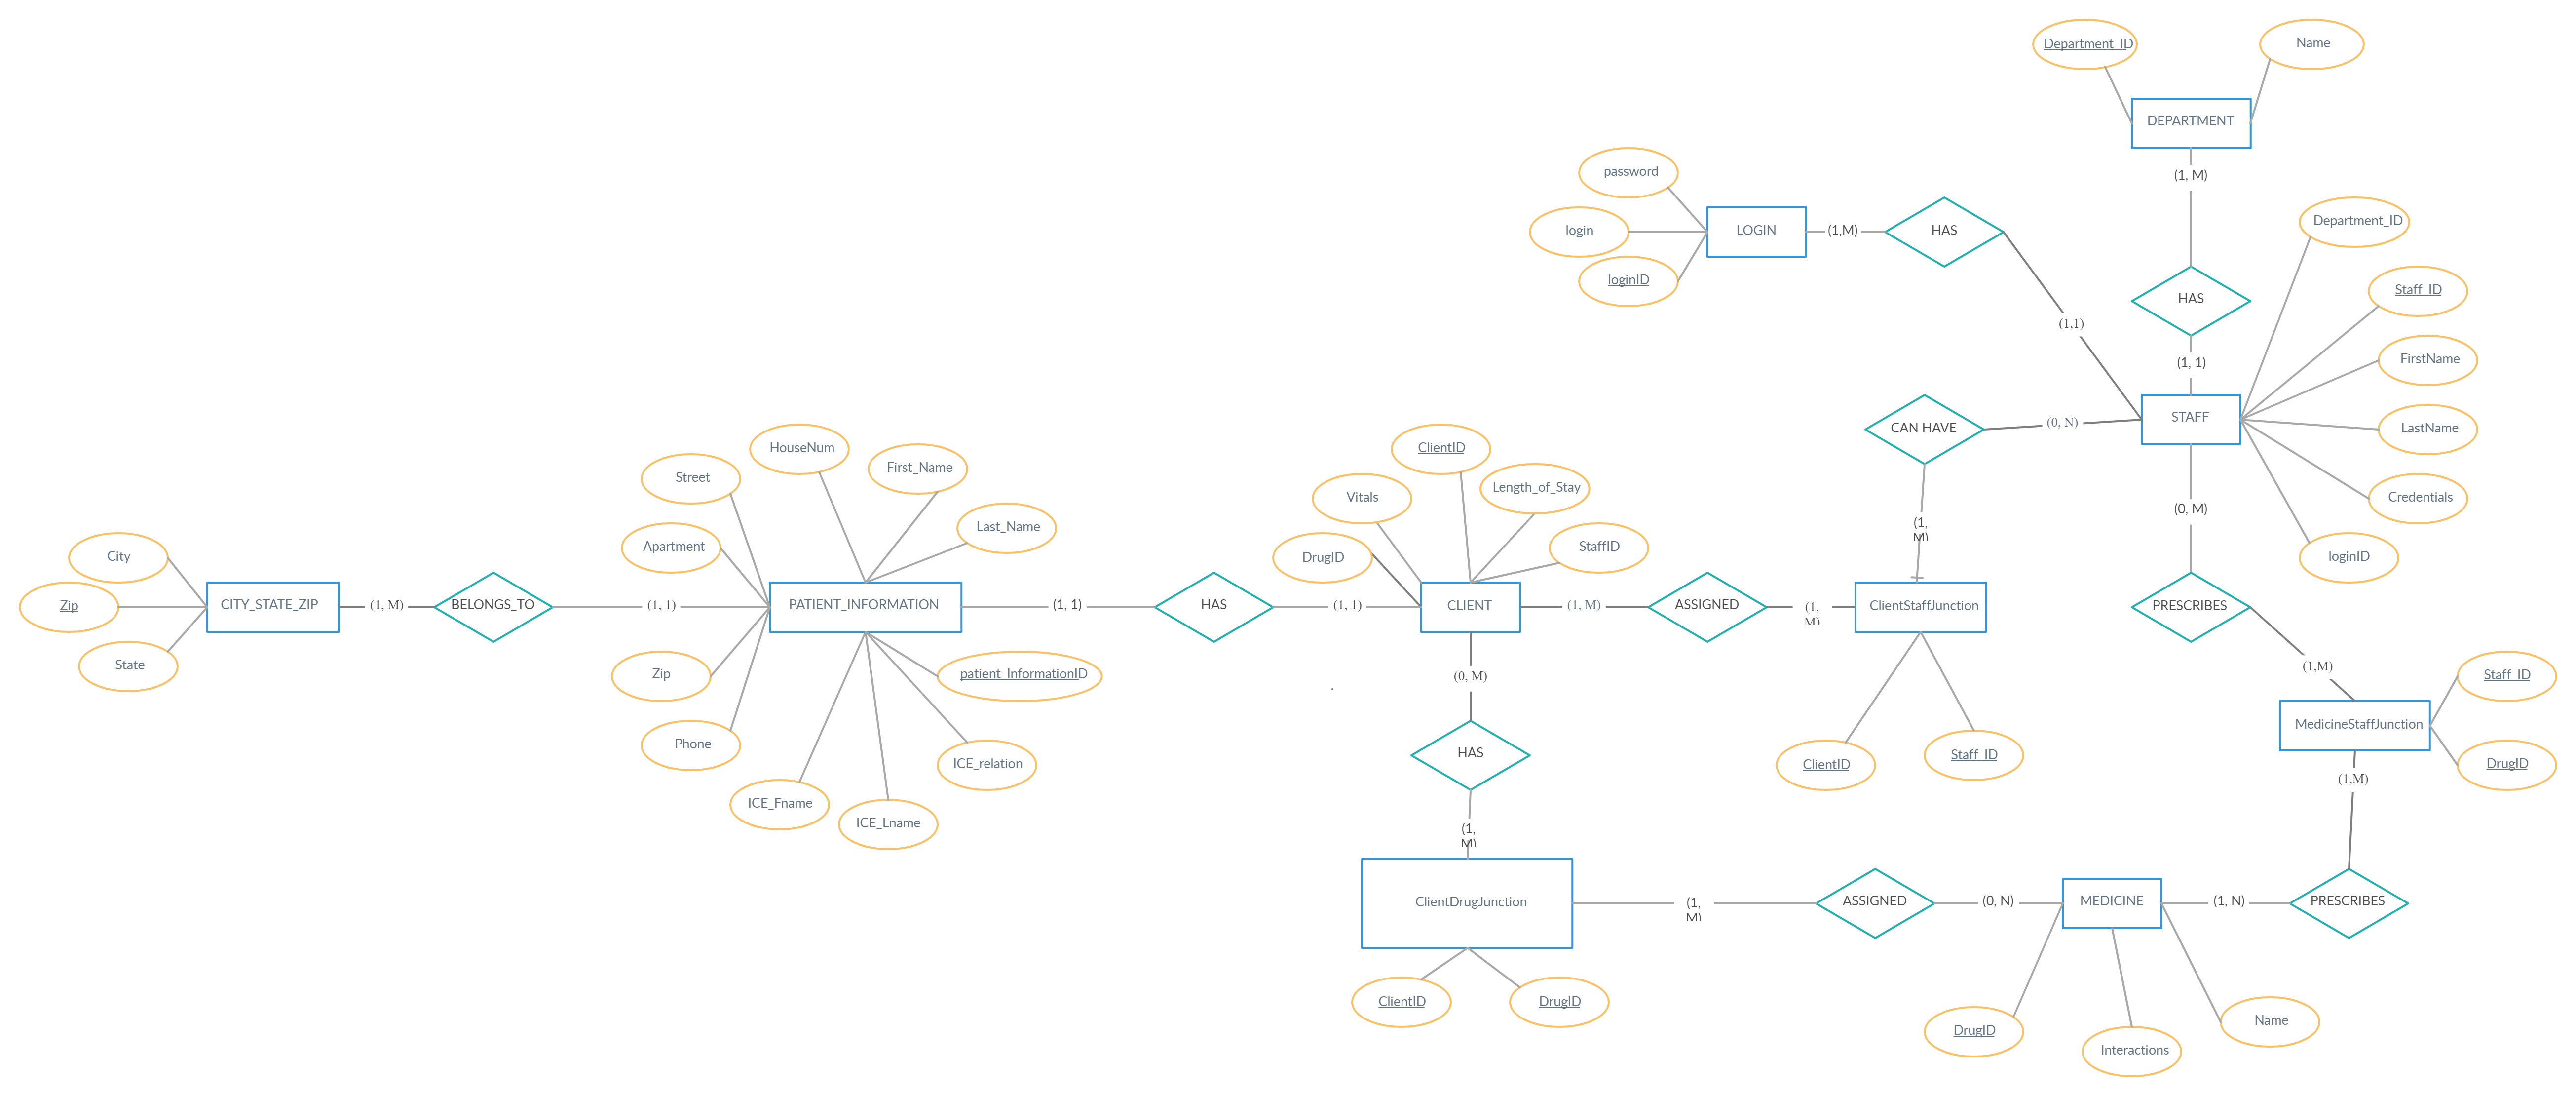 Department_ID
Name
DEPARTMENT
(1, M)
password
login
LOGIN
(1,M)
HAS
loginID
Department_ID
HAS
Staff_ID
(1,1)
(1, 1)
FirstName
STAFF
LastName
CAN HAVE
(0, N)
Credentials
(0, M)
loginID
HouseNum
First_Name
Street
Last_Name
Apartment
ClientID
Length_of_Stay
Vitals
StaffID
DrugID
(1,
M)
City
Zip
State
CITY_STATE_ZIP
(1, M)
BELONGS_TO
(1, 1)
PATIENT_INFORMATION
(1, 1)
HAS
(1, 1)
CLIENT
(1, M)
ASSIGNED
(1,
M)
ClientStaffJunction
PRESCRIBES
(1,M)
Zip
patient_InformationID
(0, M)
Staff_ID
Phone
MedicineStaffJunction
ICE_relation
HAS
ClientID
Staff_ID
DrugID
(1,M)
ICE_Fname
ICE_Lname
(1,
M)
ClientDrugJunction
(1,
M)
ASSIGNED
(0, N)
MEDICINE
(1, N)
PRESCRIBES
ClientID
DrugID
DrugID
Name
Interactions